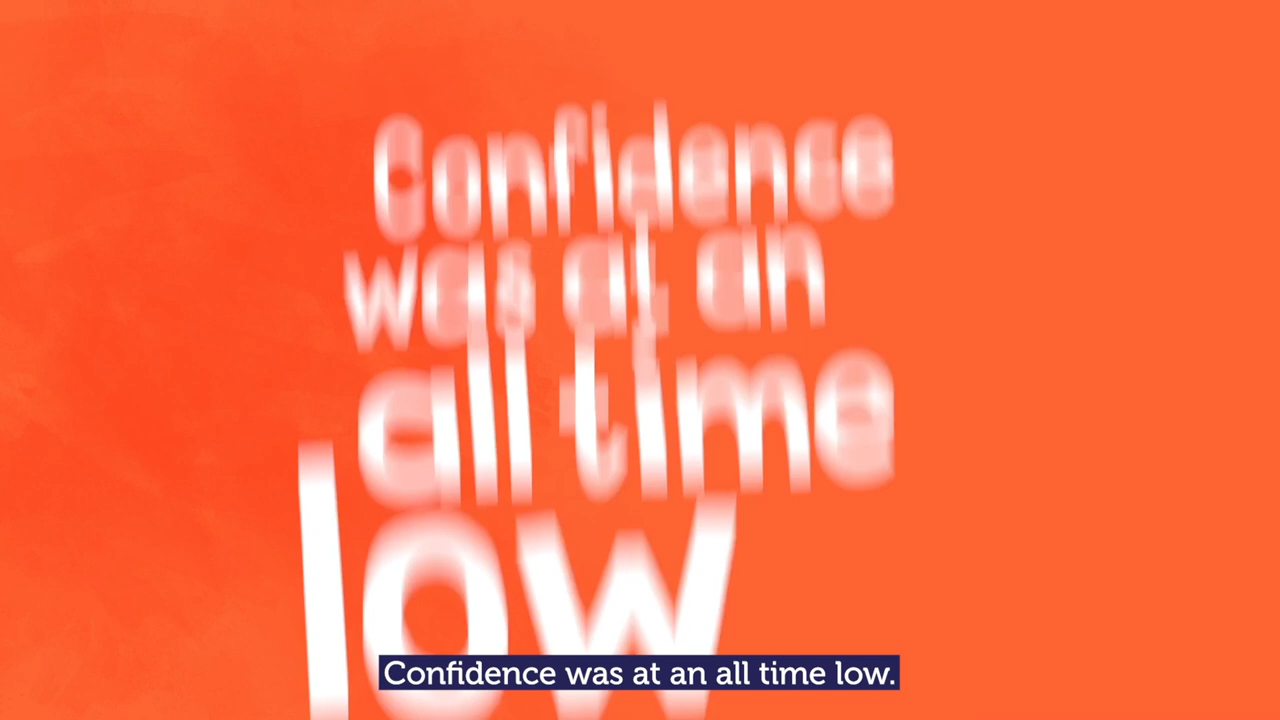 Confidence
was at an
all time
low
Confidence was at an all time low.